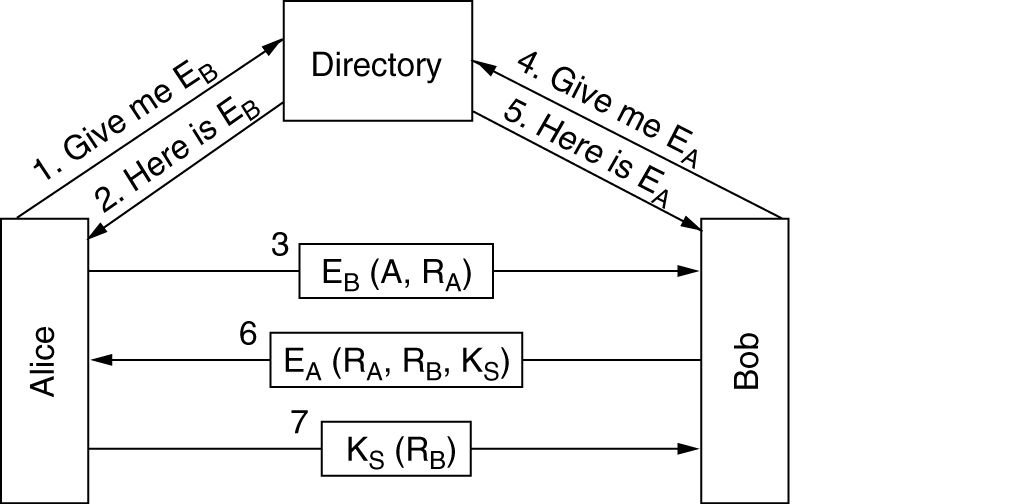 Directory
1. Give me E_B
2. Here is E_B
4. Give me E_A
5. Here is E_A
3
E_B (A, R_A)
6
E_A (R_A, R_B, K_S)
7
K_S (R_B)
Alice
Bob